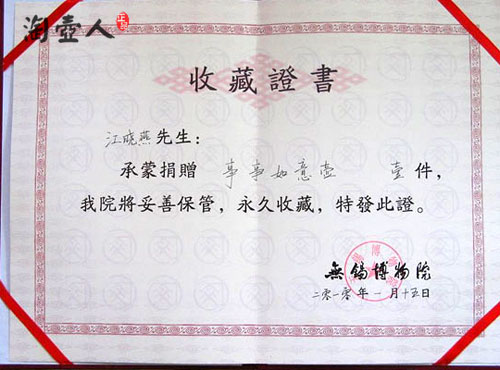 淘壺人
收藏證書
江晓燕先生：
承蒙捐贈 事事如意壶 壹件，
我院將妥善保管，永久收藏，特發此證。
無錫博物院
二零一零年一月十五日